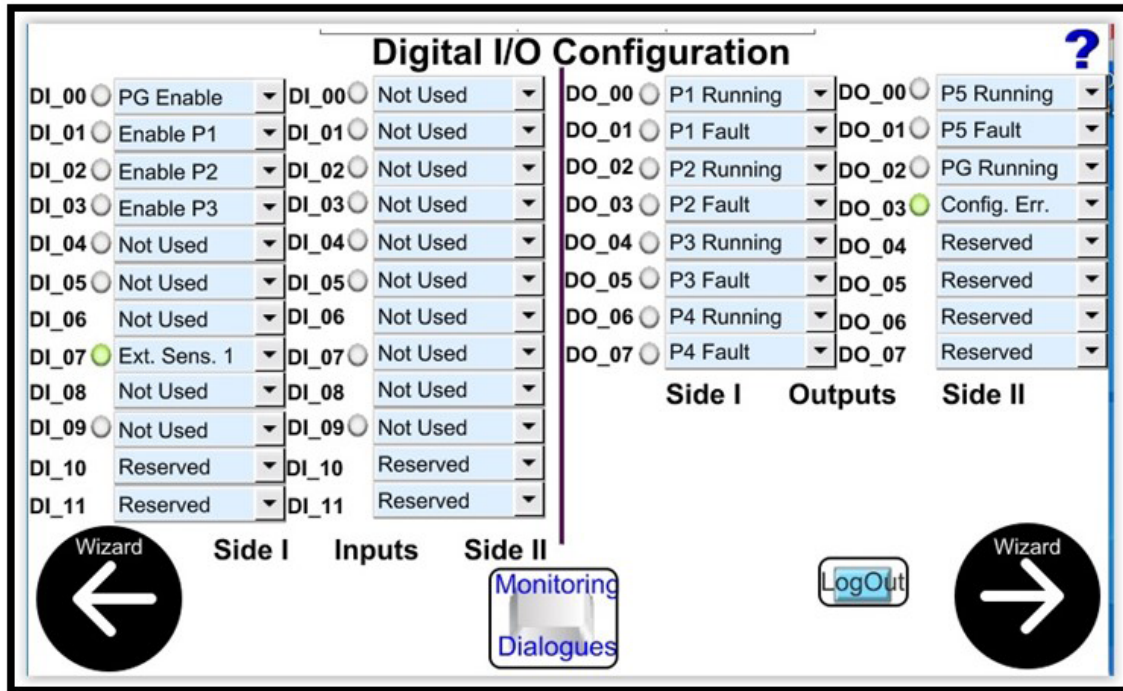 Digital I/O Configuration ?
DI_00 PG Enable DI_00 Not Used DO_00 P1 Running DO_00 P5 Running
DI_01 Enable P1 DI_01 Not Used DO_01 P1 Fault DO_01 P5 Fault
DI_02 Enable P2 DI_02 Not Used DO_02 P2 Running DO_02 PG Running
DI_03 Enable P3 DI_03 Not Used DO_03 P2 Fault DO_03 Config. Err.
DI_04 Not Used DI_04 Not Used DO_04 P3 Running DO_04 Reserved
DI_05 Not Used DI_05 Not Used DO_05 P3 Fault DO_05 Reserved
DI_06 Not Used DI_06 Not Used DO_06 P4 Running DO_06 Reserved
DI_07 Ext. Sens. 1 DI_07 Not Used DO_07 P4 Fault DO_07 Reserved
DI_08 Not Used DI_08 Not Used Side I Outputs Side II
DI_09 Not Used DI_09 Not Used
DI_10 Reserved DI_10 Reserved
DI_11 Reserved DI_11 Reserved
Wizard Side I Inputs Side II Wizard
Monitoring LogOut
Dialogues